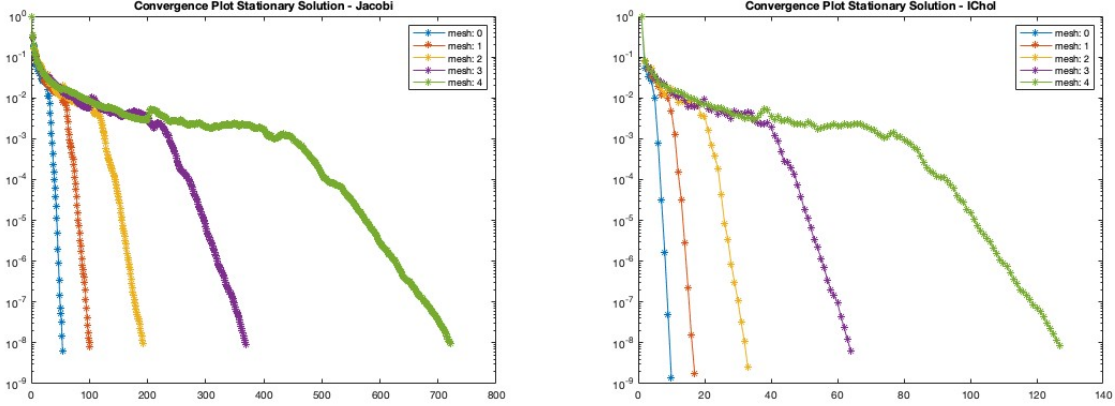 Convergence Plot Stationary Solution - Jacobi
10^0
10^-1
10^-2
10^-3
10^-4
10^-5
10^-6
10^-7
10^-8
10^-9
0 100 200 300 400 500 600 700 800
mesh: 0
mesh: 1
mesh: 2
mesh: 3
mesh: 4
Convergence Plot Stationary Solution - IChol
10^0
10^-1
10^-2
10^-3
10^-4
10^-5
10^-6
10^-7
10^-8
10^-9
0 20 40 60 80 100 120 140
mesh: 0
mesh: 1
mesh: 2
mesh: 3
mesh: 4